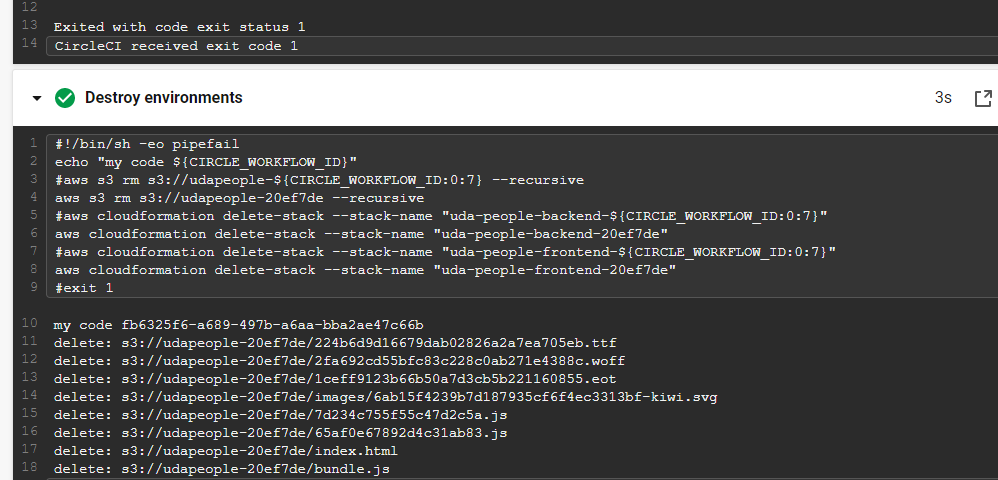 12
13 Exited with code exit status 1
14 CircleCI received exit code 1
Destroy environments 3s
1 #!/bin/sh -eo pipefail
2 echo "my code ${CIRCLE_WORKFLOW_ID}"
3 #aws s3 rm s3://udapeople-${CIRCLE_WORKFLOW_ID:0:7} --recursive
4 aws s3 rm s3://udapeople-20ef7de --recursive
5 #aws cloudformation delete-stack --stack-name "uda-people-backend-${CIRCLE_WORKFLOW_ID:0:7}"
6 aws cloudformation delete-stack --stack-name "uda-people-backend-20ef7de"
7 #aws cloudformation delete-stack --stack-name "uda-people-frontend-${CIRCLE_WORKFLOW_ID:0:7}"
8 aws cloudformation delete-stack --stack-name "uda-people-frontend-20ef7de"
9 #exit 1
10 my code fb6325f6-a689-497b-a6aa-bba2ae47c66b
11 delete: s3://udapeople-20ef7de/224b6d9d16679dab02826a2a7ea705eb.ttf
12 delete: s3://udapeople-20ef7de/2fa692cd55bfc83c228c0ab271e4388c.woff
13 delete: s3://udapeople-20ef7de/1ceff9123b66b50a7d3cb5b221160855.eot
14 delete: s3://udapeople-20ef7de/images/6ab15f4239b7d187935cf6f4ec3313bf-kiwi.svg
15 delete: s3://udapeople-20ef7de/7d234c755f55c47d2c5a.js
16 delete: s3://udapeople-20ef7de/65af0e67892d4c31ab83.js
17 delete: s3://udapeople-20ef7de/index.html
18 delete: s3://udapeople-20ef7de/bundle.js